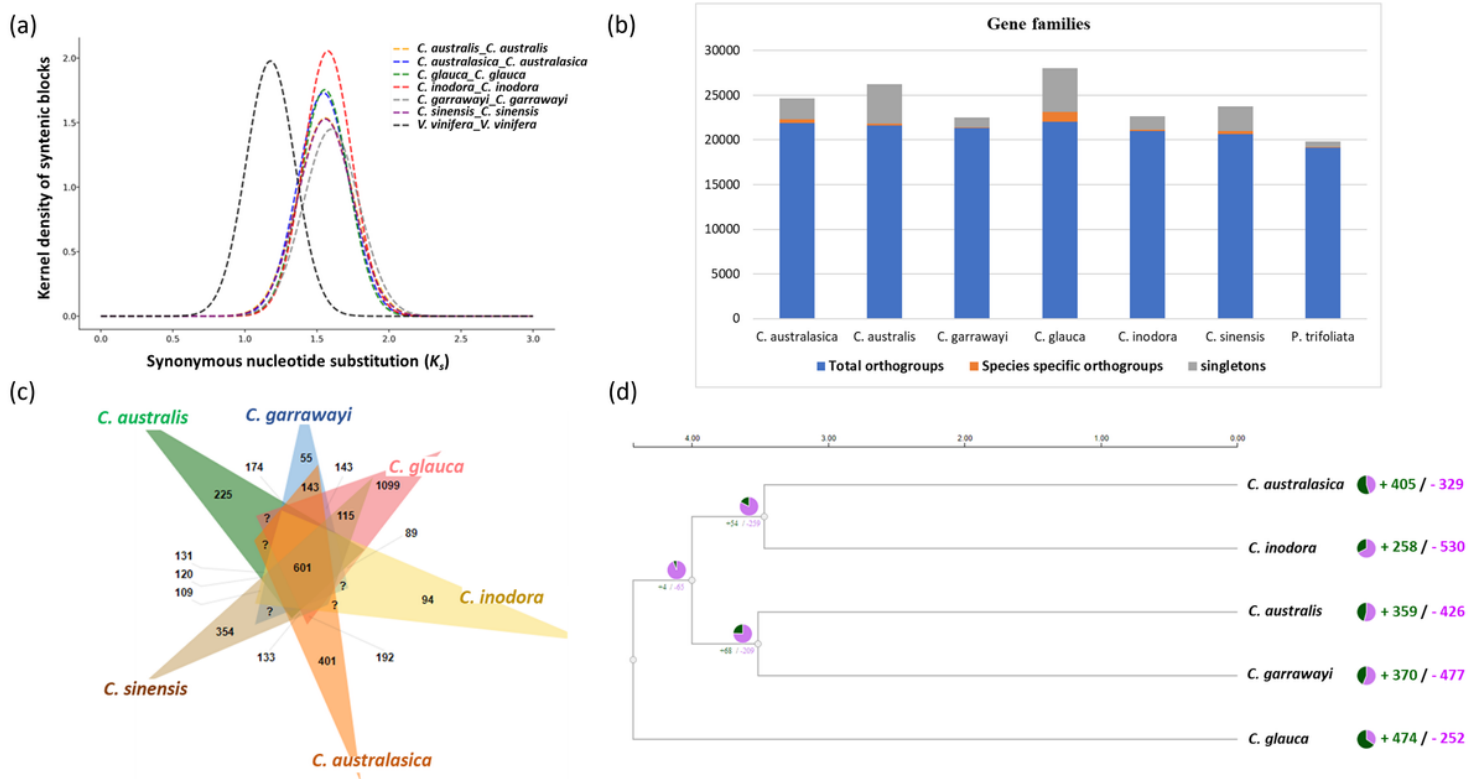 (a)
Kernel density of syntenic blocks
2.0
1.5
1.0
0.5
0.0
0.0 0.5 1.0 1.5 2.0 2.5 3.0
Synonymous nucleotide substitution (Ks)
C. australis_C. australis
C. australasica_C. australasica
C. glauca_C. glauca
C. inodora_C. inodora
C. garrawayi_C. garrawayi
C. sinensis_C. sinensis
V. vinifera_V. vinifera
(b)
Gene families
30000
25000
20000
15000
10000
5000
0
C. australasica C. australis C. garrawayi C. glauca C. inodora C. sinensis P. trifoliata
Total orthogroups Species specific orthogroups singletons
(c)
C. australis
C. garrawayi
C. glauca
174
55
143
225
143
1099
115
?
89
?
131
601
120
?
109
94
C. inodora
?
?
354
133
401
192
C. sinensis
C. australasica
(d)
4.00 3.00 2.00 1.00 0.00
C. australasica + 405 / - 329
+54 / -259
C. inodora + 258 / - 530
+4 / -65
C. australis + 359 / - 426
+68 / -209
C. garrawayi + 370 / - 477
C. glauca + 474 / - 252